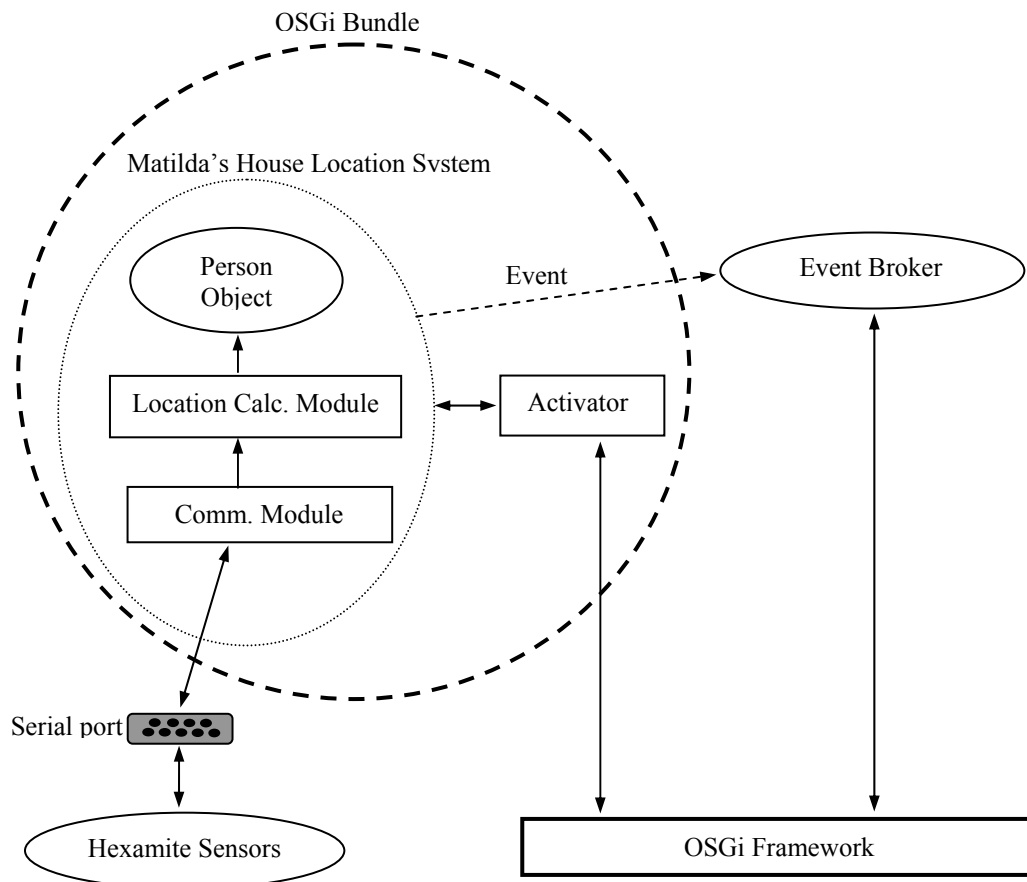 OSGi Bundle
Matilda's House Location Svstem
Person
Object
Event
Event Broker
Location Calc. Module
Activator
Comm. Module
Serial port
Hexamite Sensors
OSGi Framework